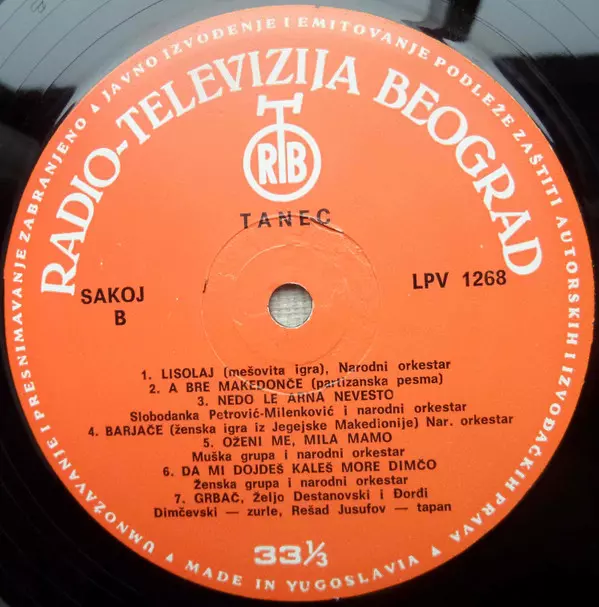 UMNOŽAVANJE I PRESNIMAVANJE ZABRANJENO ▲ JAVNO IZVOĐENJE I EMITOVANJE PODLEŽE ZAŠTITI AUTORSKIH I IZVOĐAČKIH PRAVA ▲ MADE IN YUGOSLAVIA ▲
RADIO-TELEVIZIJA BEOGRAD
RTB
TANEC
SAKOJ
B
LPV 1268
1. LISOLAJ (mešovita igra), Narodni orkestar
2. A BRE MAKEDONČE (partizanska pesma)
3. NEDO LE ARNA NEVESTO
Slobodanka Petrović-Milenković i narodni orkestar
4. BARJAČE (ženska igra iz Jegejske Makedionije) Nar. orkestar
5. OŽENI ME, MILA MAMO
Muška grupa i narodni orkestar
6. DA MI DOJDEŠ KALEŠ MORE DIMČO
Ženska grupa i narodni orkestar
7. GRBAČ, Željo Destanovski i Đorđi
Dimčevski — zurle, Rešad Jusufov — tapan
33⅓